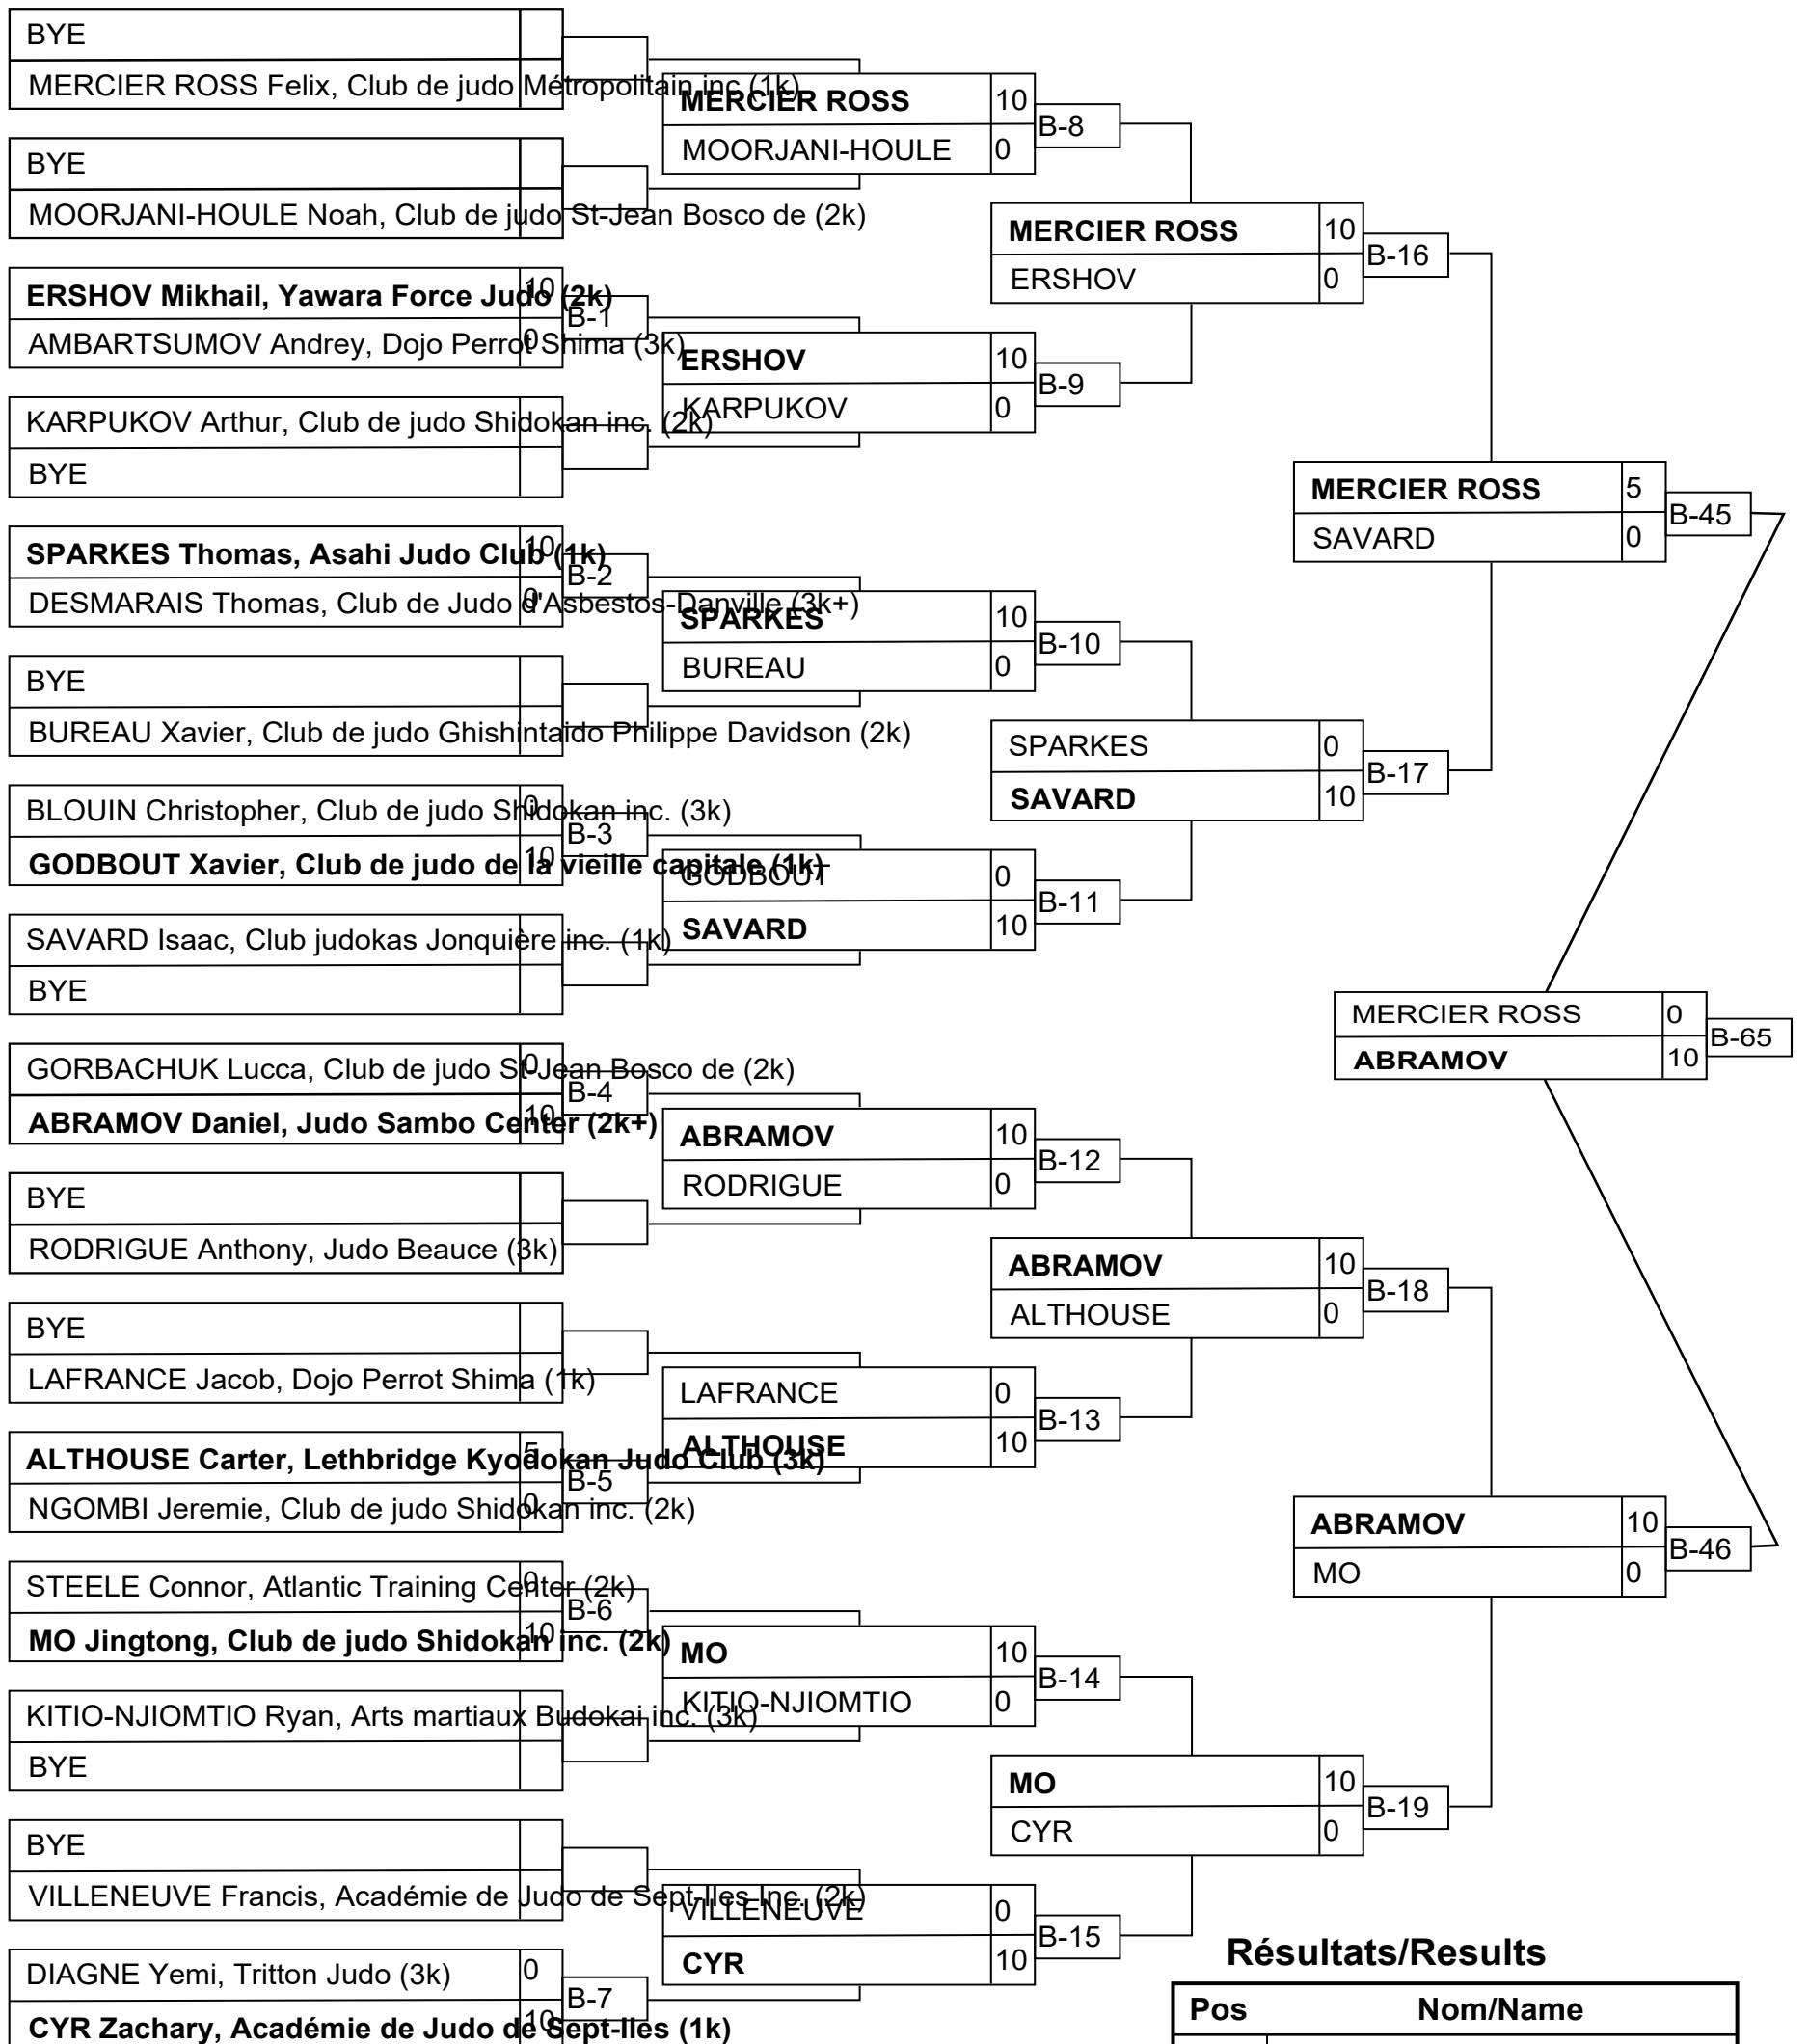 BYE
MERCIER ROSS Felix, Club de judo Métropolitain inc (1k)
BYE
MOORJANI-HOULE Noah, Club de judo St-Jean Bosco de (2k)
ERSHOV Mikhail, Yawara Force Judo (2k) 10
AMBARTSUMOV Andrey, Dojo Perrot Shima (3k) 0
B-1
KARPUKOV Arthur, Club de judo Shidokan inc. (2k)
BYE
SPARKES Thomas, Asahi Judo Club (1k) 10
DESMARAIS Thomas, Club de Judo d'Asbestos-Danville (3k+) 0
B-2
BYE
BUREAU Xavier, Club de judo Ghishintaido Philippe Davidson (2k)
BLOUIN Christopher, Club de judo Shidokan inc. (3k) 0
GODBOUT Xavier, Club de judo de la vieille capitale (1k) 10
B-3
SAVARD Isaac, Club judokas Jonquière inc. (1k)
BYE
GORBACHUK Lucca, Club de judo St-Jean Bosco de (2k) 0
ABRAMOV Daniel, Judo Sambo Center (2k+) 10
B-4
BYE
RODRIGUE Anthony, Judo Beauce (3k)
BYE
LAFRANCE Jacob, Dojo Perrot Shima (1k)
ALTHOUSE Carter, Lethbridge Kyodokan Judo Club (3k) 5
NGOMBI Jeremie, Club de judo Shidokan inc. (2k) 0
B-5
STEELE Connor, Atlantic Training Center (2k) 0
MO Jingtong, Club de judo Shidokan inc. (2k) 10
B-6
KITIO-NJIOMTIO Ryan, Arts martiaux Budokai inc. (3k)
BYE
BYE
VILLENEUVE Francis, Académie de Judo de Sept-Iles Inc. (2k)
DIAGNE Yemi, Tritton Judo (3k) 0
CYR Zachary, Académie de Judo de Sept-Iles (1k) 10
B-7
MERCIER ROSS 10
MOORJANI-HOULE 0
B-8
ERSHOV 10
KARPUKOV 0
B-9
SPARKES 10
BUREAU 0
B-10
GODBOUT 0
SAVARD 10
B-11
ABRAMOV 10
RODRIGUE 0
B-12
LAFRANCE 0
ALTHOUSE 10
B-13
MO 10
KITIO-NJIOMTIO 0
B-14
VILLENEUVE 0
CYR 10
B-15
MERCIER ROSS 10
ERSHOV 0
B-16
SPARKES 0
SAVARD 10
B-17
ABRAMOV 10
ALTHOUSE 0
B-18
MO 10
CYR 0
B-19
MERCIER ROSS 5
SAVARD 0
B-45
ABRAMOV 10
MO 0
B-46
MERCIER ROSS 0
ABRAMOV 10
B-65
Résultats/Results
Pos Nom/Name